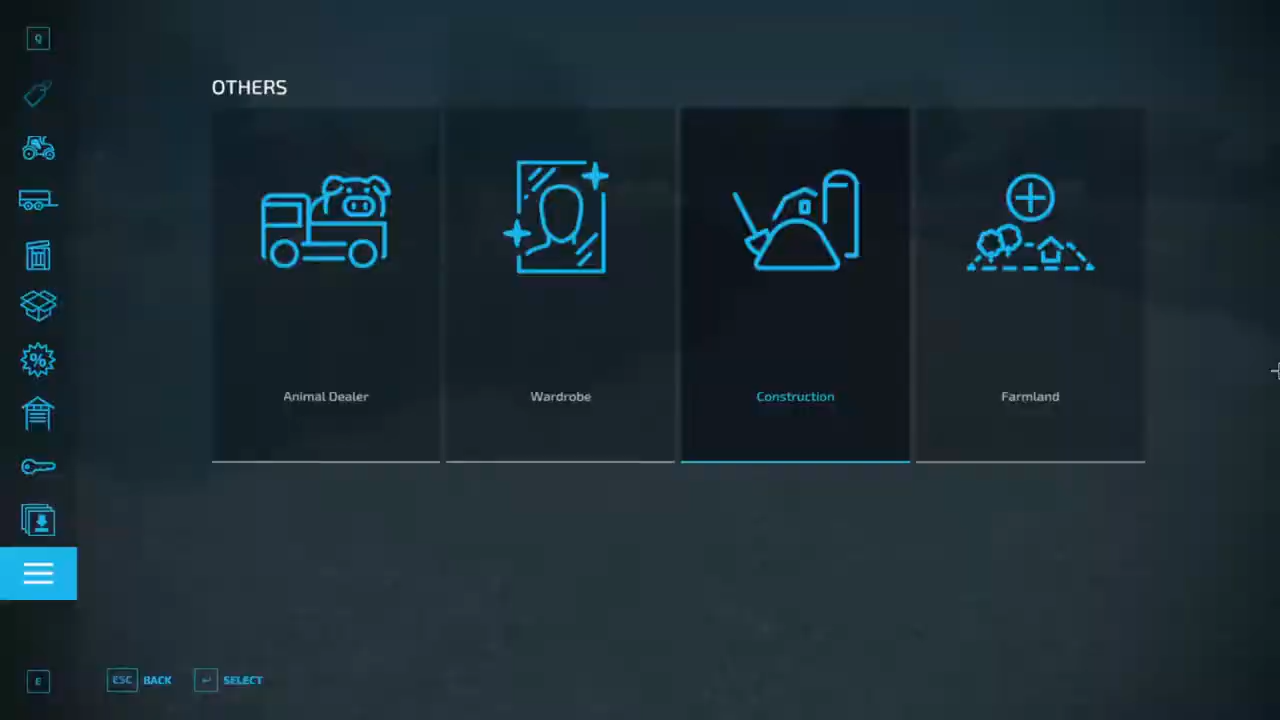 Q
OTHERS
%
Animal Dealer
Wardrobe
Construction
Farmland
E
ESC BACK
SELECT